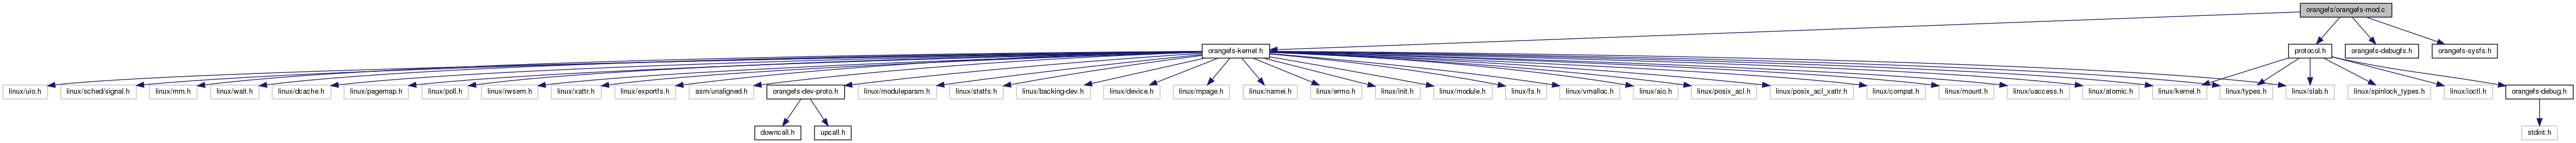 orangefs/orangefs-mod.c
orangefs-kernel.h
protocol.h
orangefs-debugfs.h
orangefs-sysfs.h
linux/uio.h
linux/sched/signal.h
linux/mm.h
linux/wait.h
linux/dcache.h
linux/pagemap.h
linux/poll.h
linux/rwsem.h
linux/xattr.h
linux/exportfs.h
asm/unaligned.h
orangefs-dev-proto.h
linux/moduleparam.h
linux/statfs.h
linux/backing-dev.h
linux/device.h
linux/mpage.h
linux/namei.h
linux/errno.h
linux/init.h
linux/module.h
linux/fs.h
linux/vmalloc.h
linux/aio.h
linux/posix_acl.h
linux/posix_acl_xattr.h
linux/compat.h
linux/mount.h
linux/uaccess.h
linux/atomic.h
linux/kernel.h
linux/types.h
linux/slab.h
linux/spinlock_types.h
linux/ioctl.h
orangefs-debug.h
downcall.h
upcall.h
stdint.h